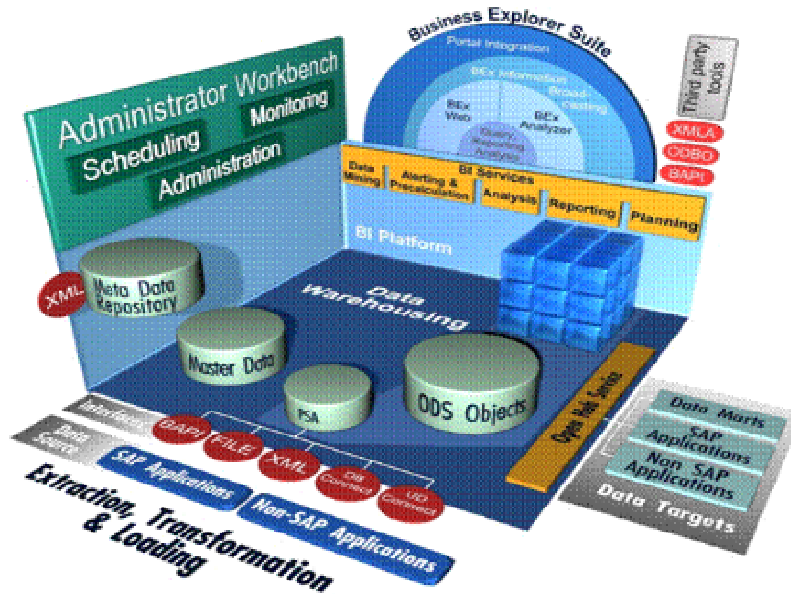 Business Explorer Suite
Portal Integration
BEx Information
Broad-
casting
BEx
Web
BEx
Analyzer
Query,
Reporting
Analysis
Third party
tools
XMLA
ODBO
BAPI
Administrator Workbench
Scheduling
Monitoring
Administration
BI Services
Data
Mining
Alerting &
Precalculation
Analysis
Reporting
Planning
BI Platform
Data
Warehousing
XML
Meta Data
Repository
Master Data
PSA
ODS Objects
Open Hub Service
Data Marts
SAP
Applications
Non SAP
Applications
Data Targets
Interface
BAPI
FILE
XML
DB
Connect
UD
Connect
Data
Source
SAP Applications
Non-SAP Applications
Extraction, Transformation
& Loading